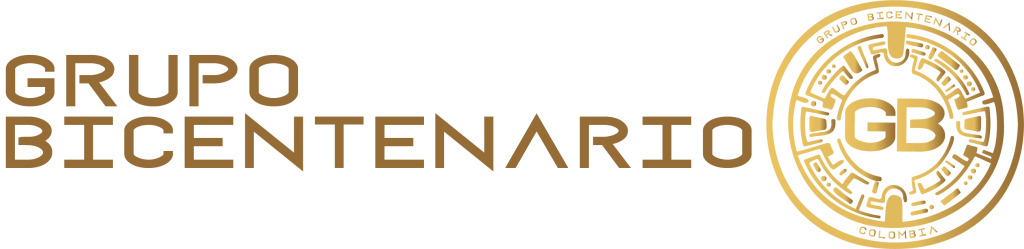 GRUPO
BICENTENARIO
GRUPO BICENTENARIO
GB
COLOMBIA